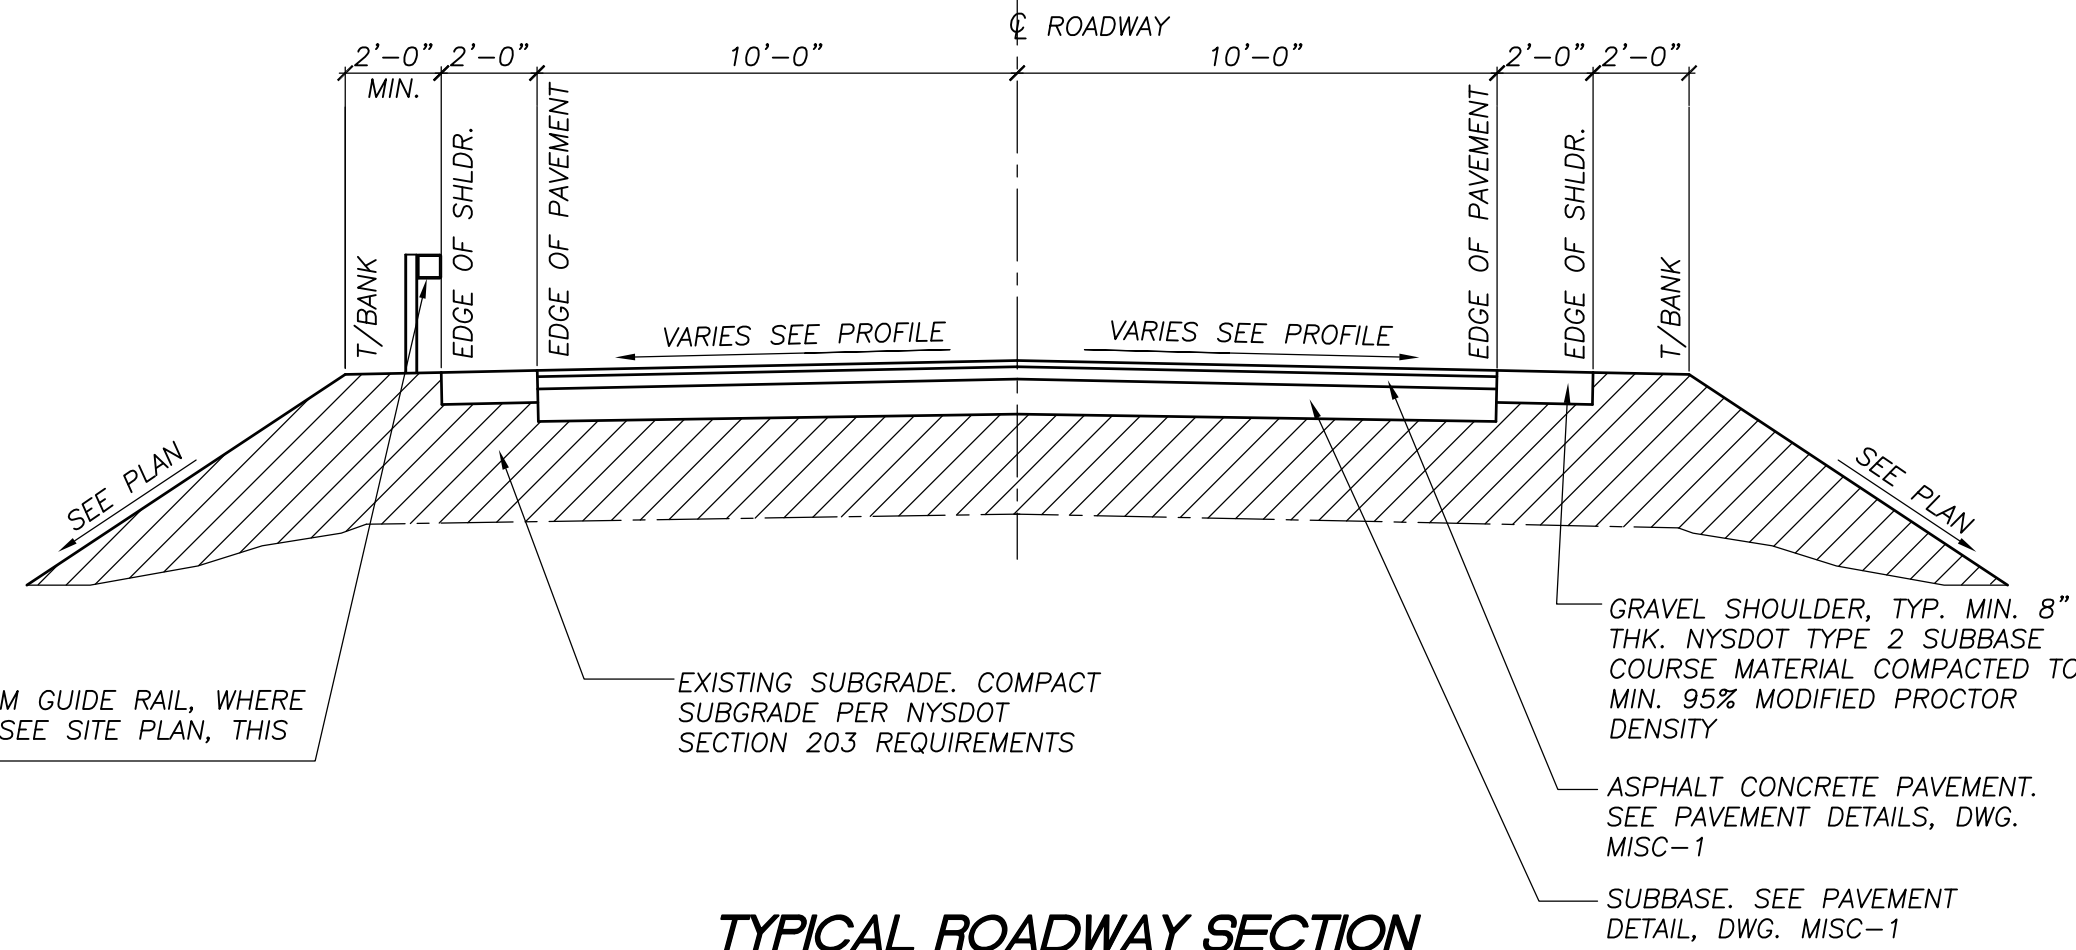 ℄ ROADWAY
2'-0" 2'-0" 10'-0" 10'-0" 2'-0" 2'-0"
MIN.
T/BANK
EDGE OF SHLDR.
EDGE OF PAVEMENT
EDGE OF PAVEMENT
EDGE OF SHLDR.
T/BANK
VARIES SEE PROFILE
VARIES SEE PROFILE
SEE PLAN
SEE PLAN
M GUIDE RAIL, WHERE
SEE SITE PLAN, THIS
EXISTING SUBGRADE. COMPACT
SUBGRADE PER NYSDOT
SECTION 203 REQUIREMENTS
GRAVEL SHOULDER, TYP. MIN. 8"
THK. NYSDOT TYPE 2 SUBBASE
COURSE MATERIAL COMPACTED TO
MIN. 95% MODIFIED PROCTOR
DENSITY
ASPHALT CONCRETE PAVEMENT.
SEE PAVEMENT DETAILS, DWG.
MISC-1
SUBBASE. SEE PAVEMENT
DETAIL, DWG. MISC-1
TYPICAL ROADWAY SECTION